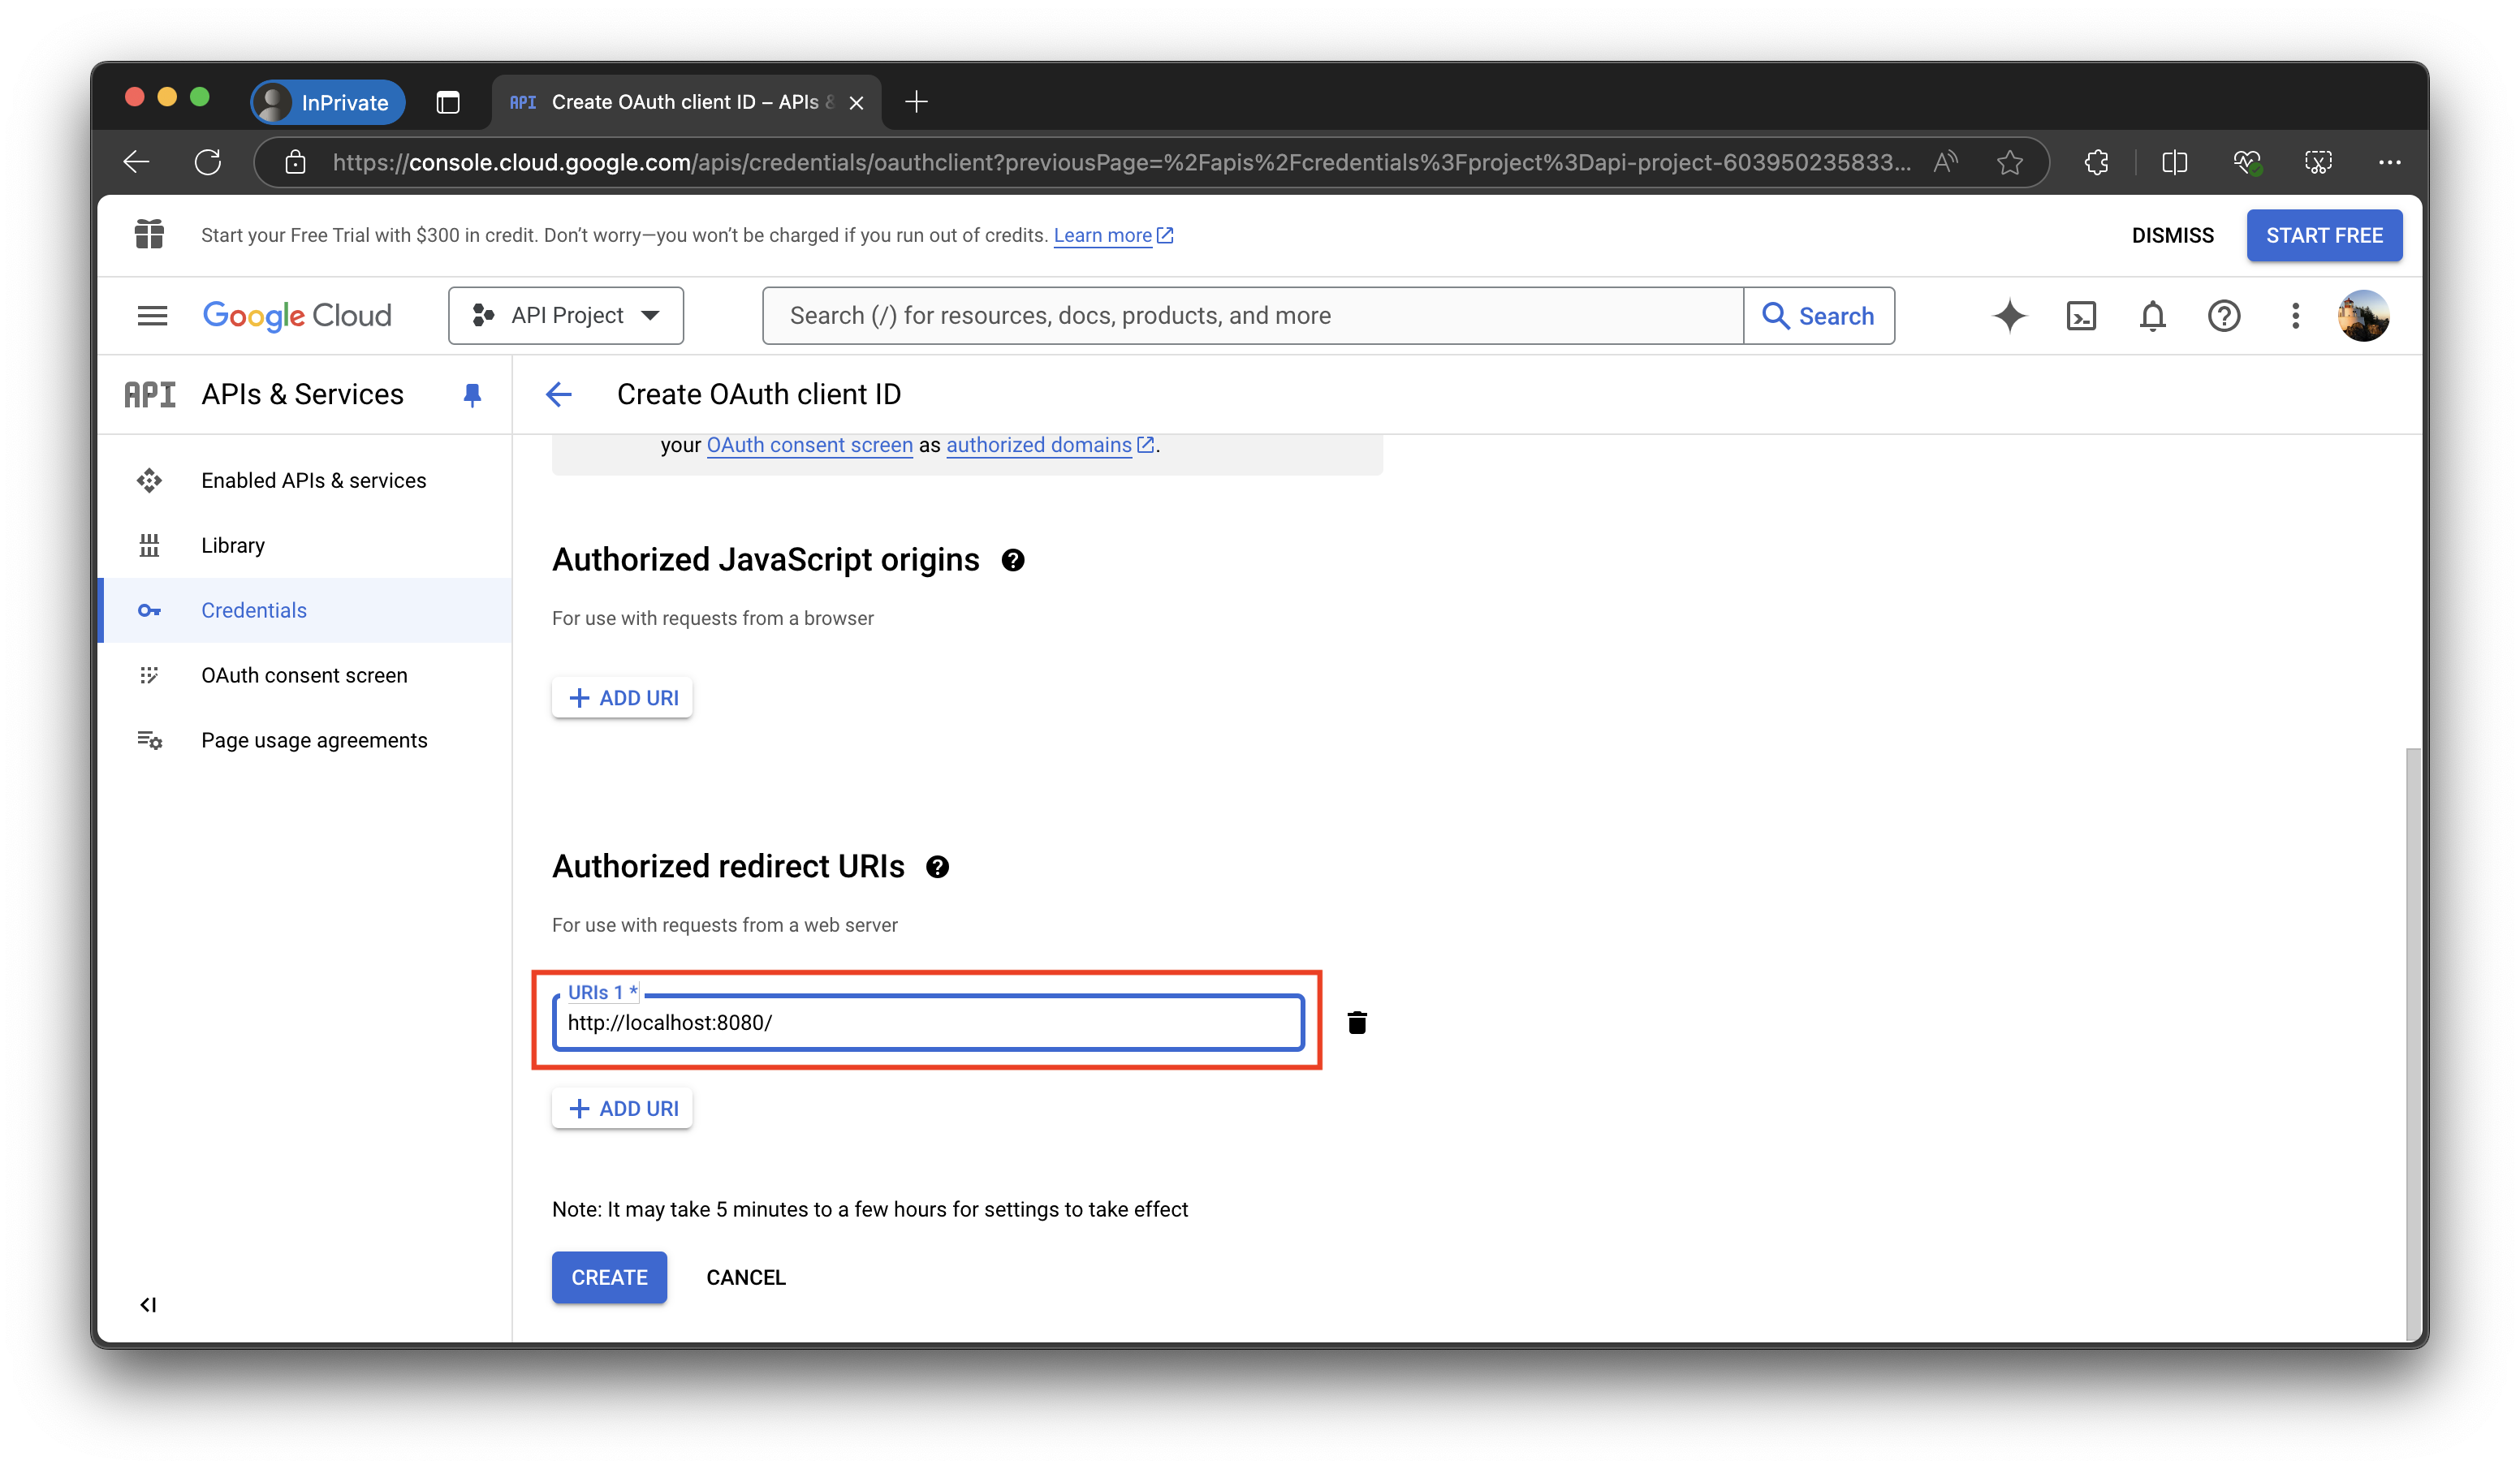 InPrivate
API Create OAuth client ID – APIs &
https://console.cloud.google.com/apis/credentials/oauthclient?previousPage=%2Fapis%2Fcredentials%3Fproject%3Dapi-project-603950235833...
Start your Free Trial with $300 in credit. Don’t worry—you won’t be charged if you run out of credits. Learn more
DISMISS
START FREE
Google Cloud
API Project
Search (/) for resources, docs, products, and more
Search
API APIs & Services
Create OAuth client ID
Enabled APIs & services
Library
Credentials
OAuth consent screen
Page usage agreements
your OAuth consent screen as authorized domains.
Authorized JavaScript origins
For use with requests from a browser
+ ADD URI
Authorized redirect URIs
For use with requests from a web server
URIs 1 *
http://localhost:8080/
+ ADD URI
Note: It may take 5 minutes to a few hours for settings to take effect
CREATE
CANCEL